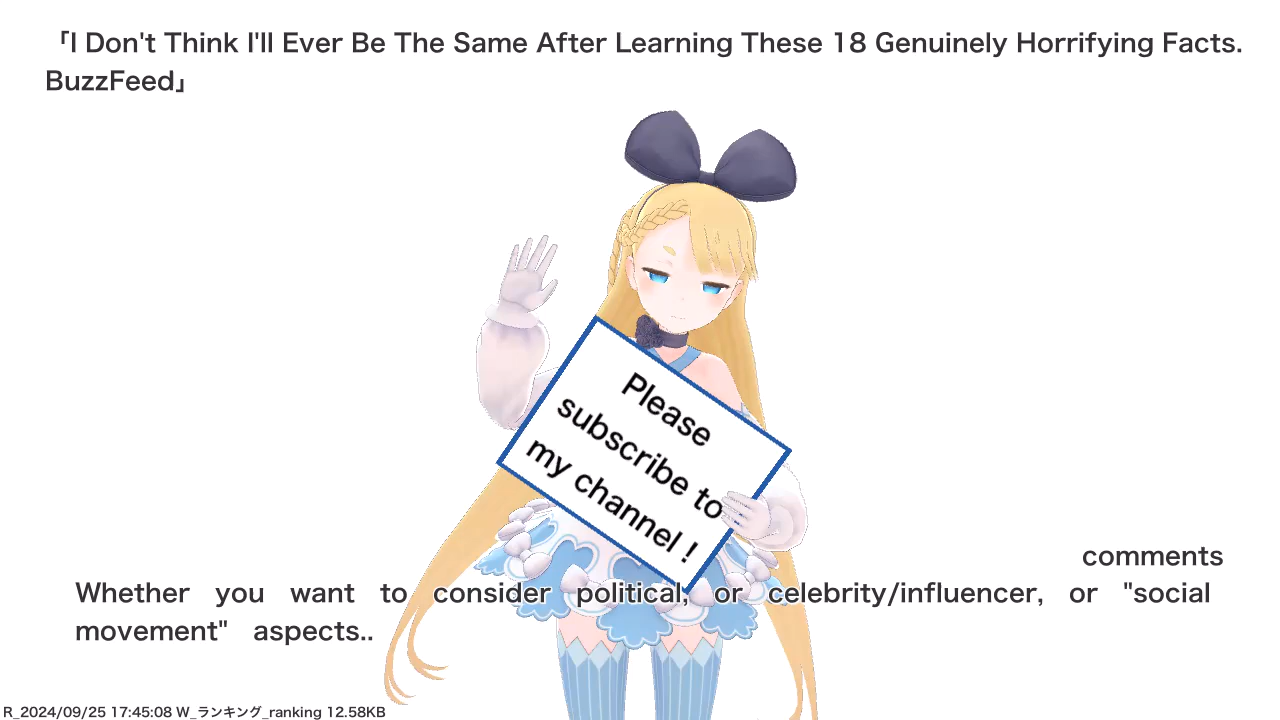 「I Don't Think I'll Ever Be The Same After Learning These 18 Genuinely Horrifying Facts.
BuzzFeed」
Please
subscribe to
my channel !
comments
Whether you want to consider political, or celebrity/influencer, or "social
movement" aspects..
R_2024/09/25 17:45:08 W_ランキング_ranking 12.58KB